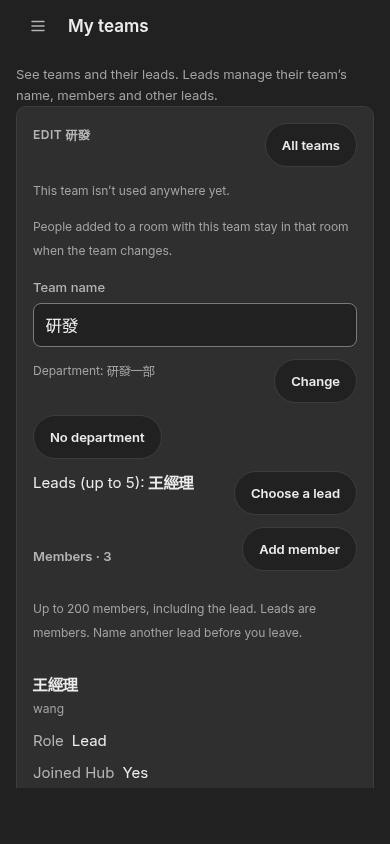 My teams
See teams and their leads. Leads manage their team’s
name, members and other leads.
EDIT 研發
All teams
This team isn’t used anywhere yet.
People added to a room with this team stay in that room
when the team changes.
Team name
研發
Department: 研發一部
Change
No department
Leads (up to 5): 王經理
Choose a lead
Members · 3
Add member
Up to 200 members, including the lead. Leads are
members. Name another lead before you leave.
王經理
wang
Role Lead
Joined Hub Yes